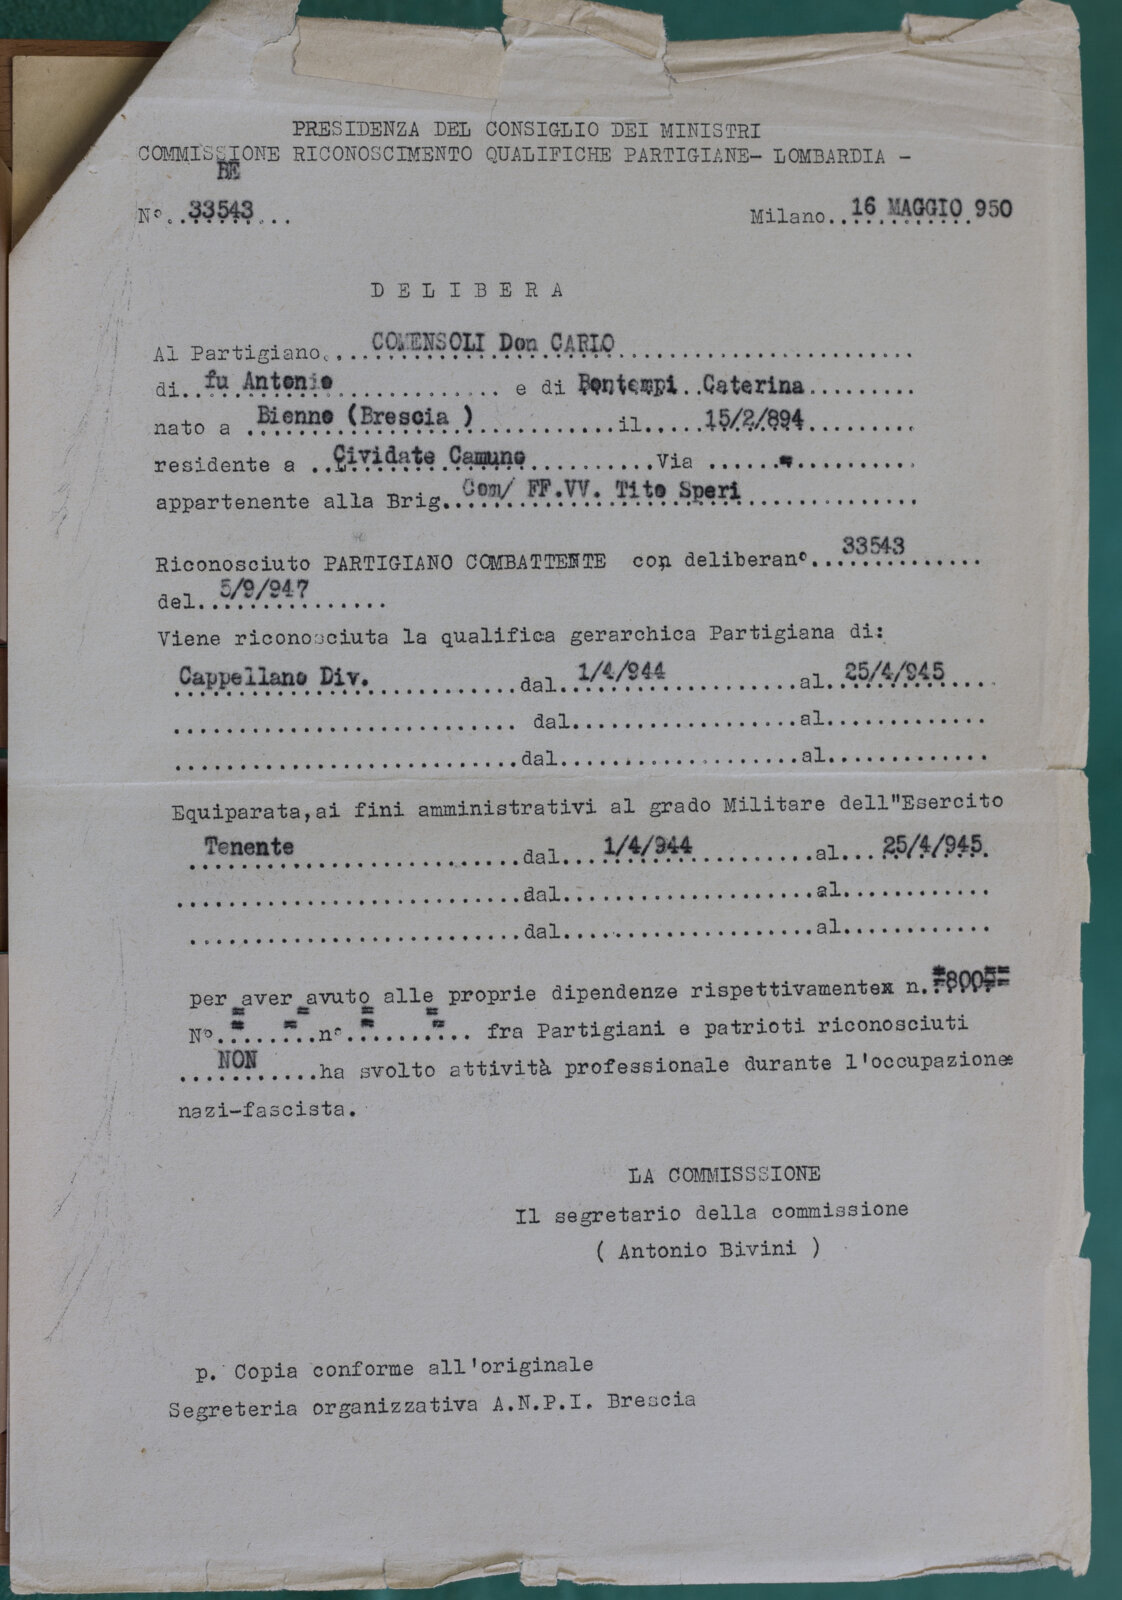 PRESIDENZA DEL CONSIGLIO DEI MINISTRI
COMMISSIONE RICONOSCIMENTO QUALIFICHE PARTIGIANE- LOMBARDIA -
BE
N°..33543... Milano..16 MAGGIO 950
D E L I B E R A
Al Partigiano...COMENSOLI Don CARLO...
di..fu Antonio... e di Bontempi Caterina...
nato a ..Bienno (Brescia )...il...15/2/894...
residente a ..Cividate Camuno...Via ...-...
appartenente alla Brig..Com/ FF.VV. Tito Speri...
Riconosciuto PARTIGIANO COMBATTENTE con deliberan°..33543...
del..5/9/947...
Viene riconosciuta la qualifica gerarchica Partigiana di:
Cappellano Div....dal..1/4/944...al..25/4/945...
...dal...al...
...dal...al...
Equiparata,ai fini amministrativi al grado Militare dell"Esercito
..Tenente...dal...1/4/944...al...25/4/945.
...dal...al...
...dal...al...
per aver avuto alle proprie dipendenze rispettivamentex n..=800==
N°.=..=..n°.=...=... fra Partigiani e patrioti riconosciuti
...NON...ha svolto attività professionale durante l'occupazione
nazi-fascista.
LA COMMISSSIONE
Il segretario della commissione
( Antonio Bivini )
p. Copia conforme all'originale
Segreteria organizzativa A.N.P.I. Brescia